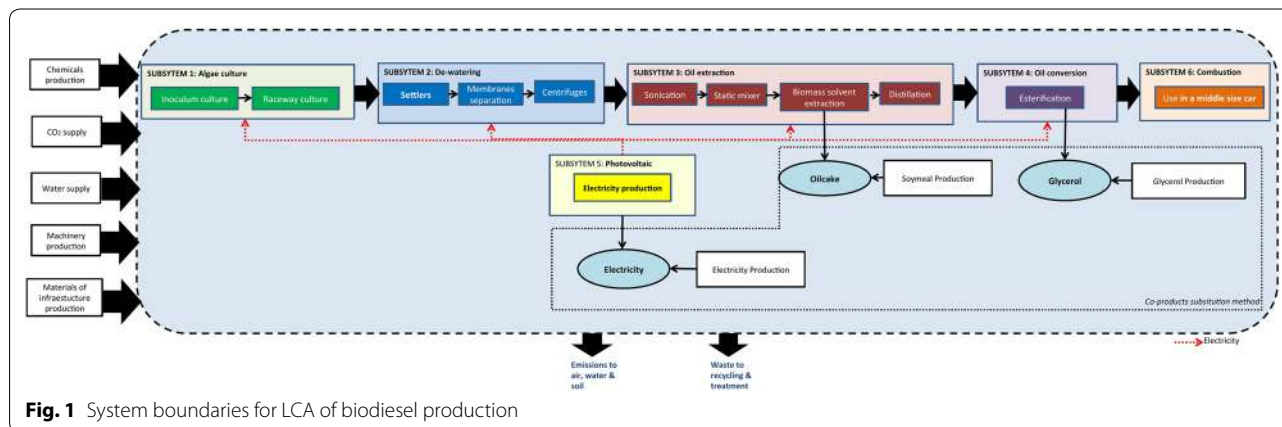 Chemicals
production
CO₂ supply
Water supply
Machinery
production
Materials of
infraestucture
production
SUBSYTEM 1: Algae culture
Inoculum culture
Raceway culture
SUBSYTEM 2: De-watering
Settlers
Membranes
separation
Centrifuges
SUBSYTEM 3: Oil extraction
Sonication
Static mixer
Biomass solvent
extraction
Distillation
SUBSYTEM 4: Oil conversion
Esterification
SUBSYTEM 6: Combustion
Use in a middle size car
SUBSYTEM 5: Photovoltaic
Electricity production
Oilcake
Soymeal Production
Glycerol
Glycerol Production
Electricity
Electricity Production
Co-products subsitution method
Electricity
Emissions to
air, water &
soil
Waste to
recycling &
treatment
Fig. 1 System boundaries for LCA of biodiesel production